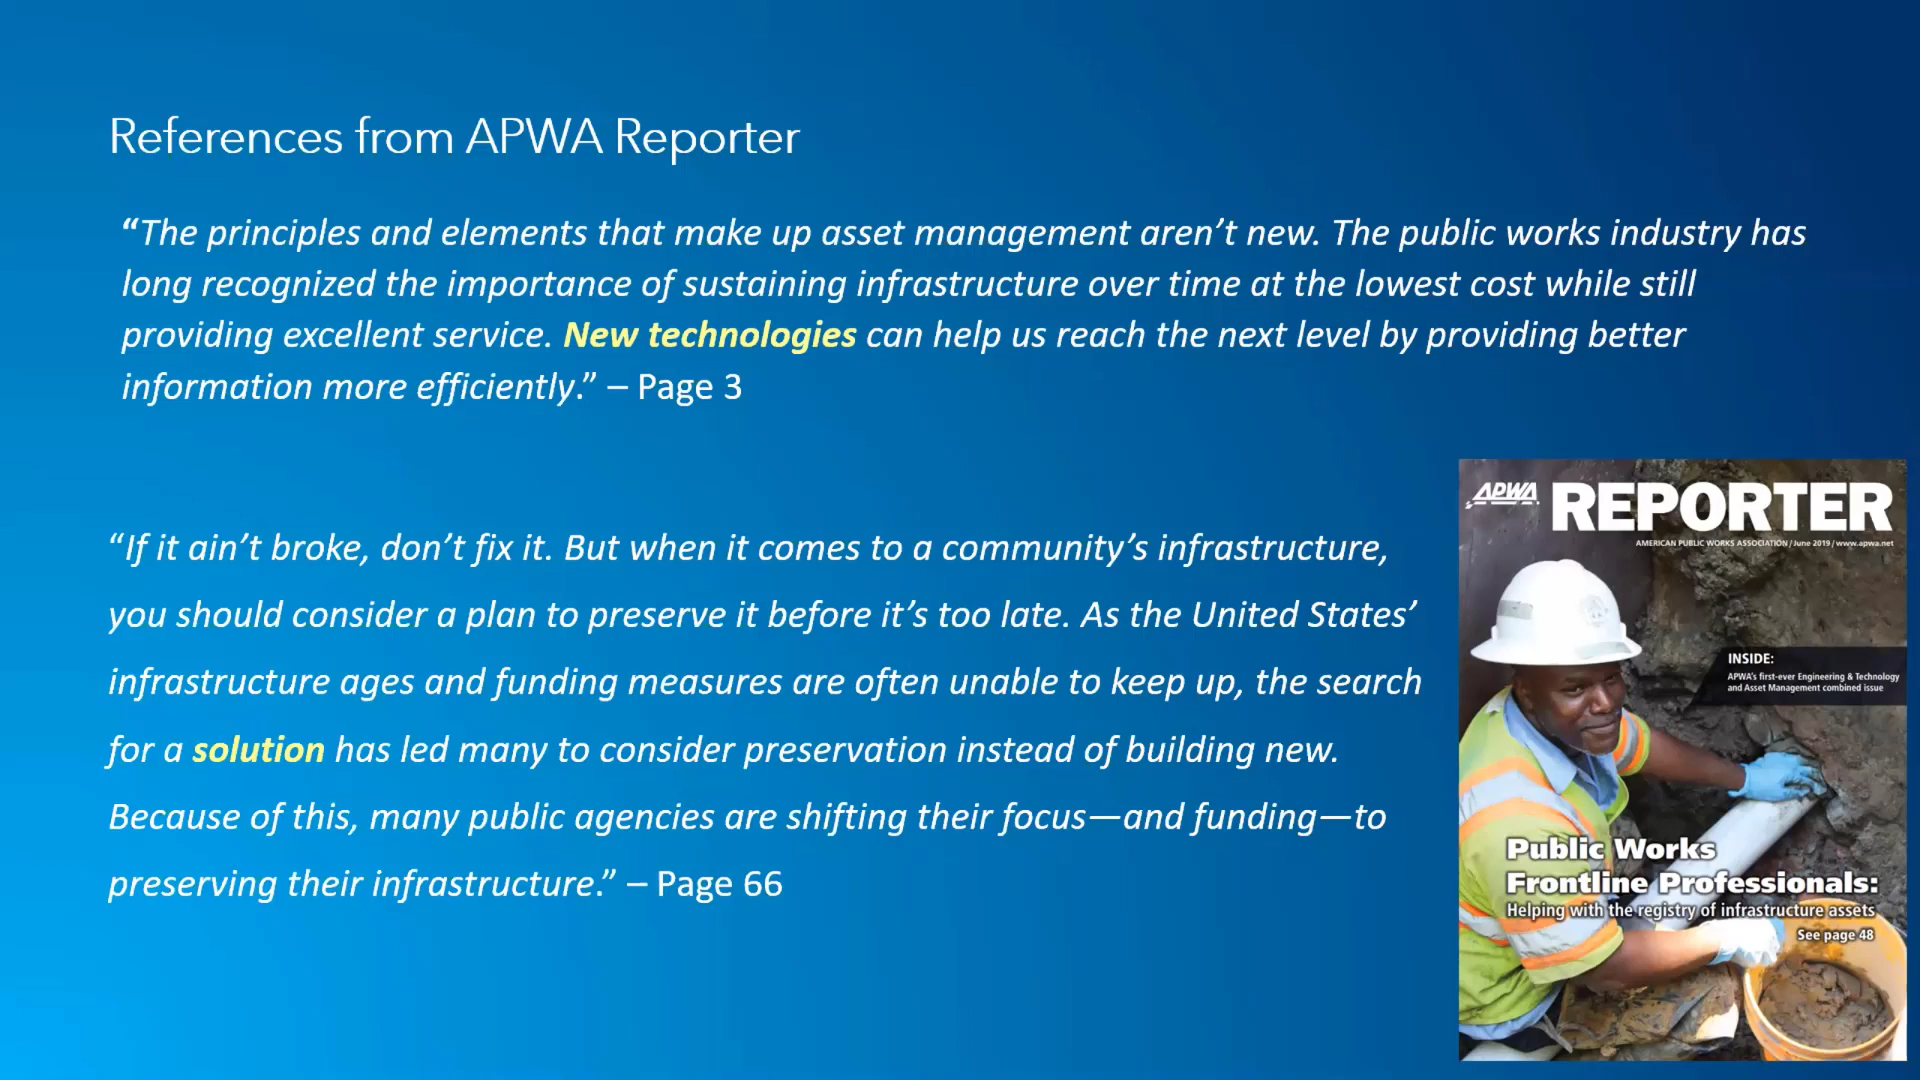 References from APWA Reporter
“The principles and elements that make up asset management aren’t new. The public works industry has
long recognized the importance of sustaining infrastructure over time at the lowest cost while still
providing excellent service. New technologies can help us reach the next level by providing better
information more efficiently.” – Page 3
“If it ain’t broke, don’t fix it. But when it comes to a community’s infrastructure,
you should consider a plan to preserve it before it’s too late. As the United States’
infrastructure ages and funding measures are often unable to keep up, the search
for a solution has led many to consider preservation instead of building new.
Because of this, many public agencies are shifting their focus—and funding—to
preserving their infrastructure.” – Page 66
APWA REPORTER
AMERICAN PUBLIC WORKS ASSOCIATION / June 2019 / www.apwa.net
INSIDE:
APWA's first-ever Engineering & Technology
and Asset Management combined issue
Public Works
Frontline Professionals:
Helping with the registry of infrastructure assets
See page 48